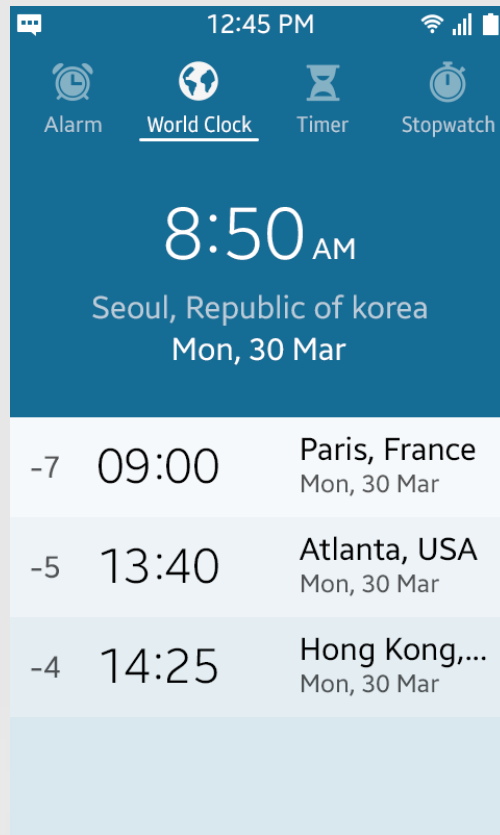 12:45 PM
Alarm World Clock Timer Stopwatch
8:50 AM
Seoul, Republic of korea
Mon, 30 Mar
-7 09:00 Paris, France
Mon, 30 Mar
-5 13:40 Atlanta, USA
Mon, 30 Mar
-4 14:25 Hong Kong,...
Mon, 30 Mar